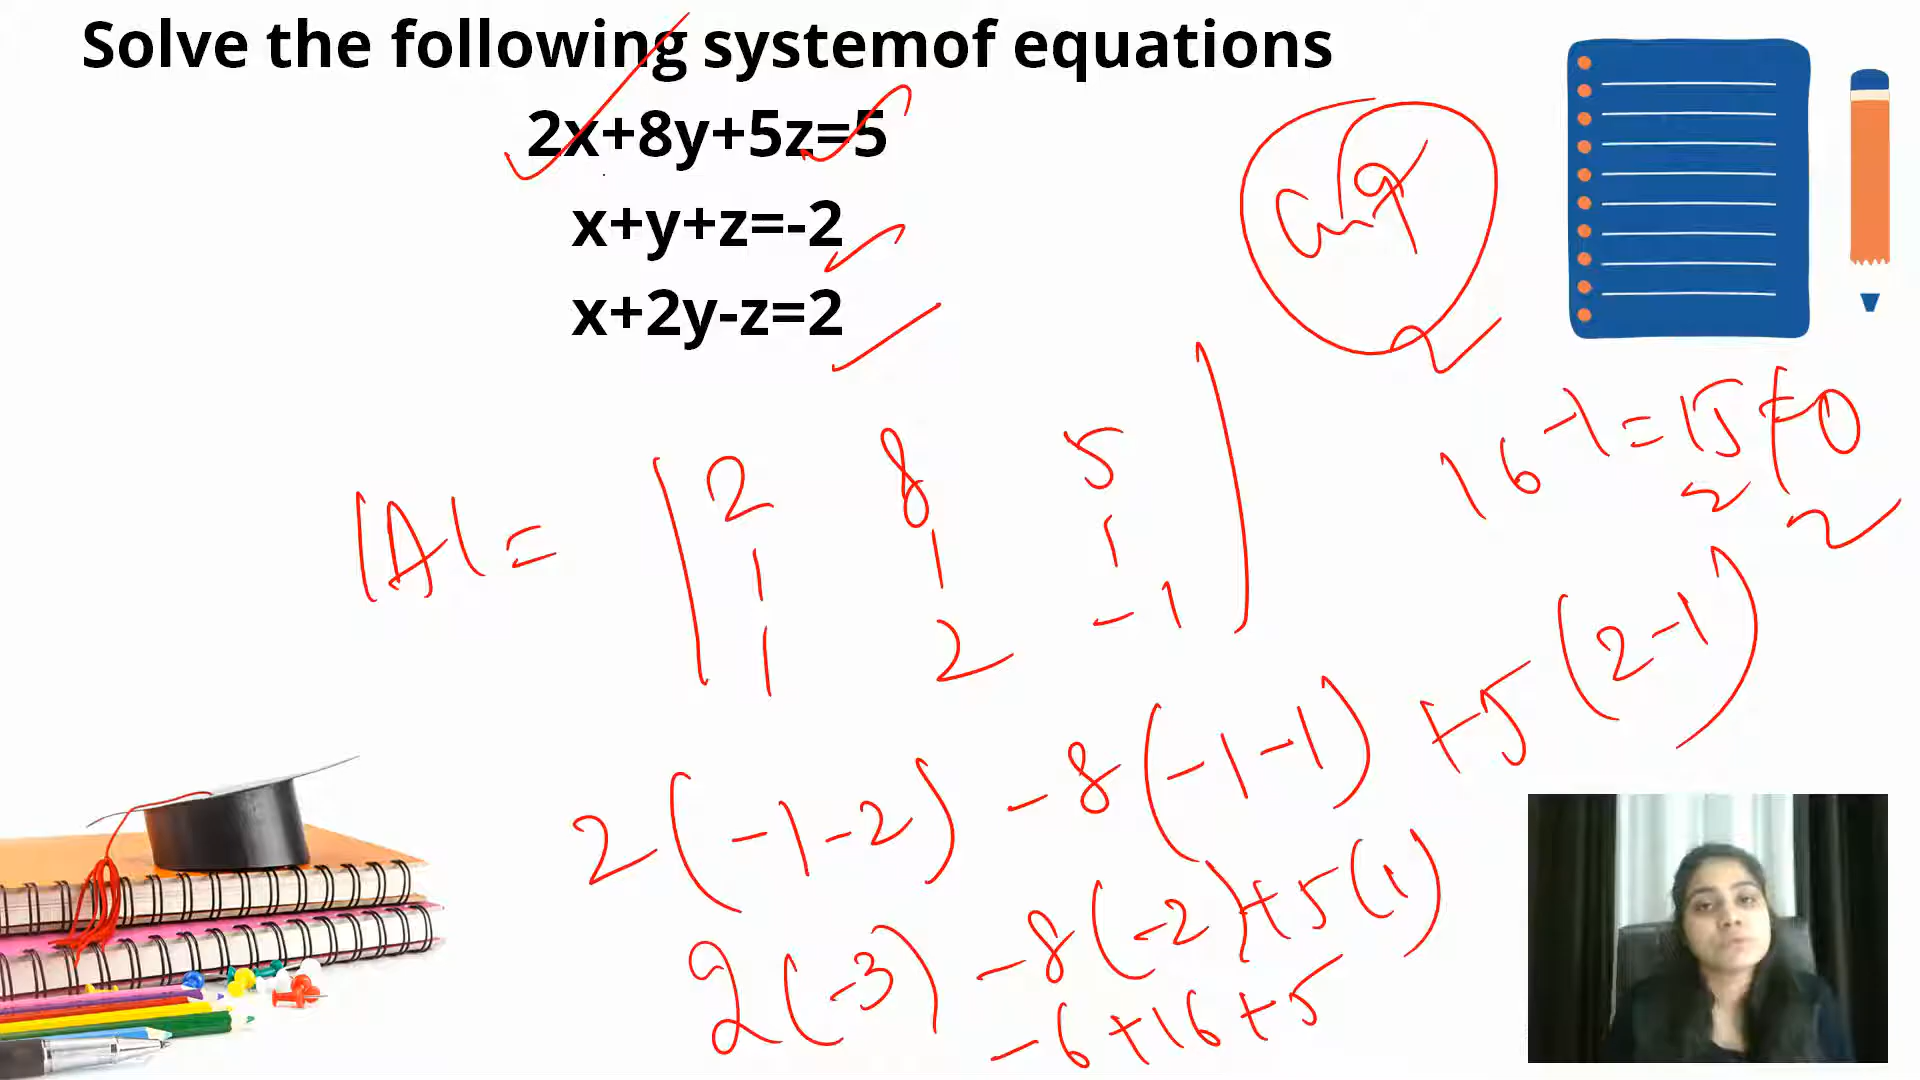 Solve the following systemof equations
2x+8y+5z=5
x+y+z=-2
x+2y-z=2
16-1=15≠0
|A|=
2 8 5
1 1 1
1 2 -1
2(-1-2)-8(-1-1)+5(2-1)
2(-3)-8(-2)+5(1)
-6+16+5